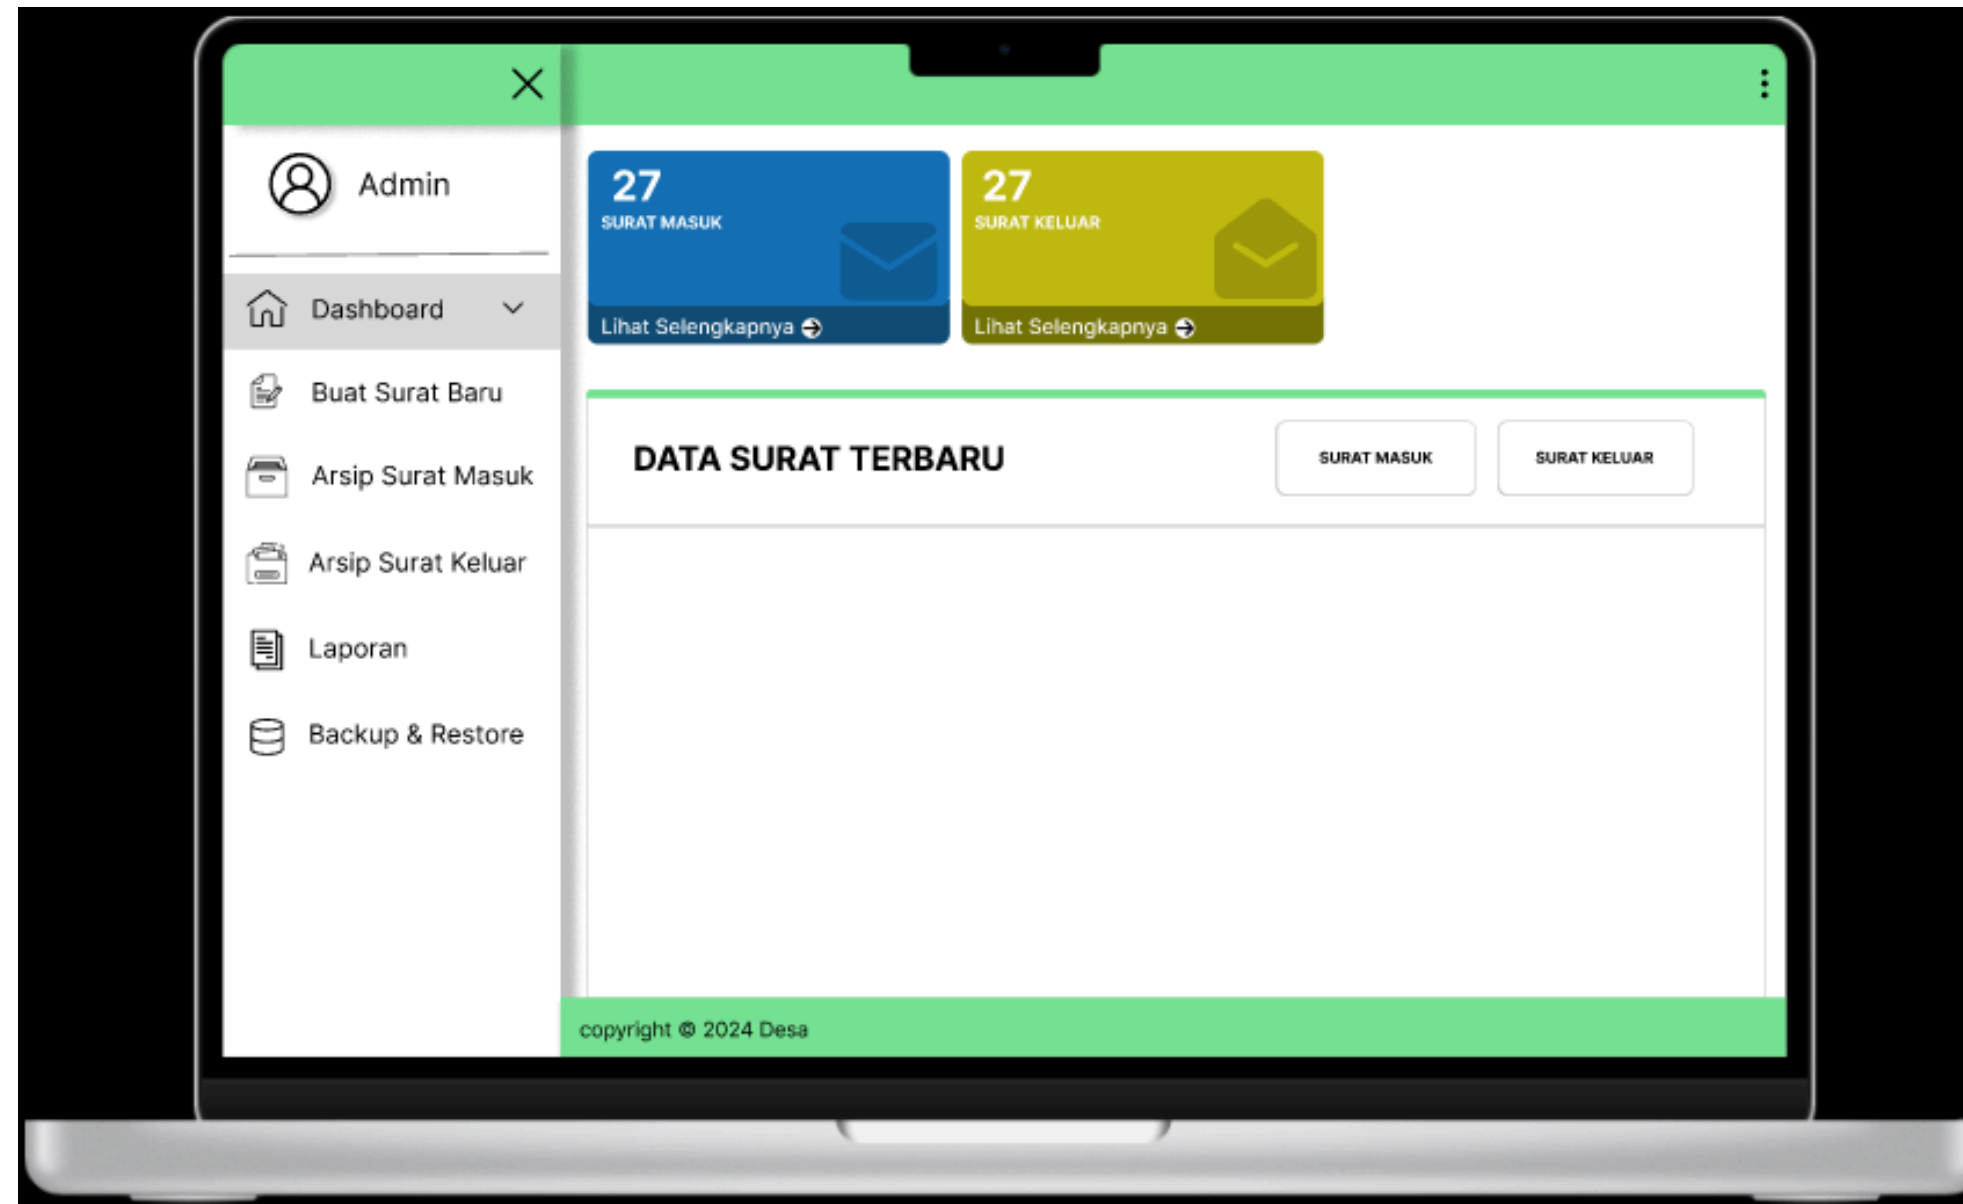 Admin
Dashboard
Buat Surat Baru
Arsip Surat Masuk
Arsip Surat Keluar
Laporan
Backup & Restore
27
SURAT MASUK
Lihat Selengkapnya
27
SURAT KELUAR
Lihat Selengkapnya
DATA SURAT TERBARU
SURAT MASUK
SURAT KELUAR
copyright © 2024 Desa